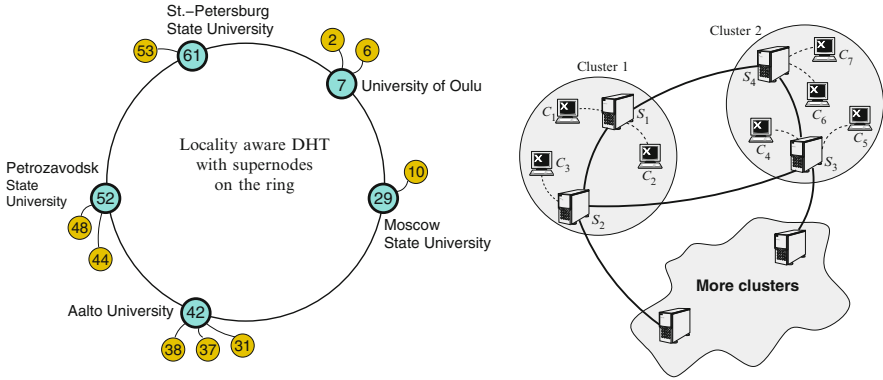 St.–Petersburg
State University
53
61
2
6
7
University of Oulu
Locality aware DHT
with supernodes
on the ring
10
29
Moscow
State University
Petrozavodsk
State
University
52
48
44
Aalto University
42
38
37
31
Cluster 1
C1
S1
C3
C2
S2
Cluster 2
S4
C7
C6
C4
C5
S3
More clusters